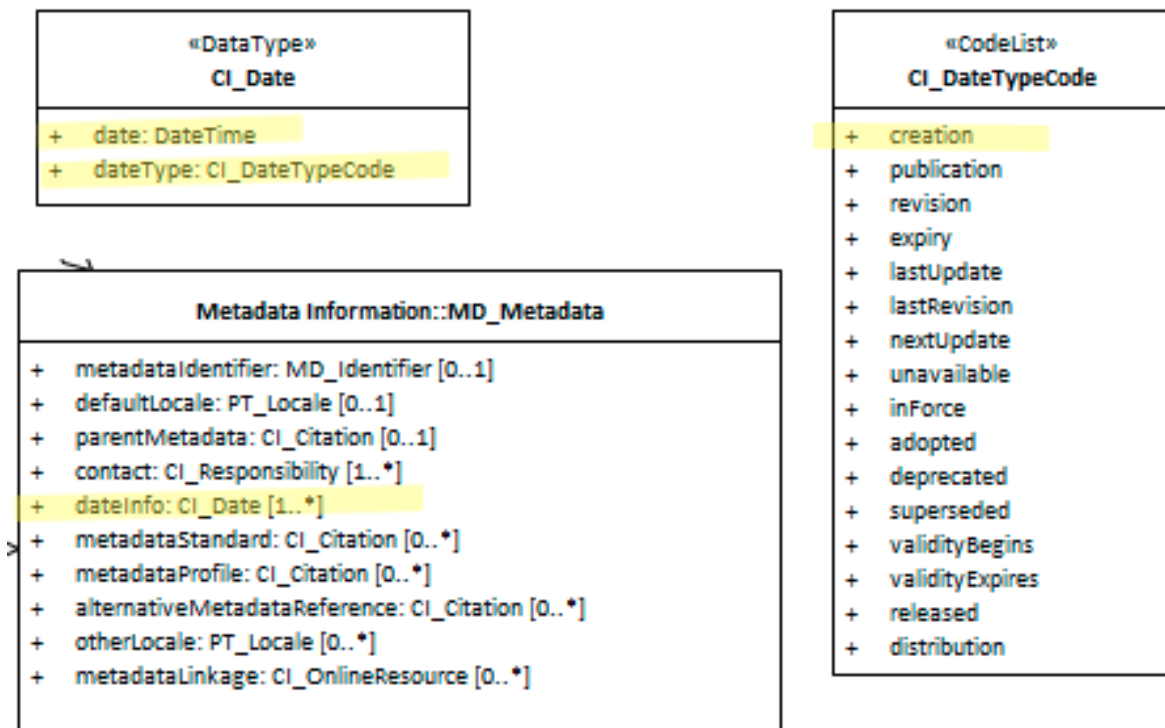 «DataType»
CI_Date
+ date: DateTime
+ dateType: CI_DateTypeCode
«CodeList»
CI_DateTypeCode
+ creation
+ publication
+ revision
+ expiry
+ lastUpdate
+ lastRevision
+ nextUpdate
+ unavailable
+ inForce
+ adopted
+ deprecated
+ superseded
+ validityBegins
+ validityExpires
+ released
+ distribution
Metadata Information::MD_Metadata
+ metadataIdentifier: MD_Identifier [0..1]
+ defaultLocale: PT_Locale [0..1]
+ parentMetadata: CI_Citation [0..1]
+ contact: CI_Responsibility [1..*]
+ dateInfo: CI_Date [1..*]
+ metadataStandard: CI_Citation [0..*]
+ metadataProfile: CI_Citation [0..*]
+ alternativeMetadataReference: CI_Citation [0..*]
+ otherLocale: PT_Locale [0..*]
+ metadataLinkage: CI_OnlineResource [0..*]